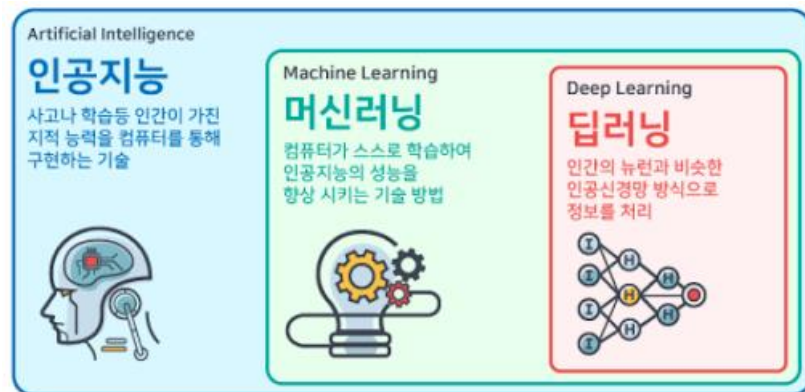 Artificial Intelligence
인공지능
사고나 학습등 인간이 가진
지적 능력을 컴퓨터를 통해
구현하는 기술
Machine Learning
머신러닝
컴퓨터가 스스로 학습하여
인공지능의 성능을
향상 시키는 기술 방법
Deep Learning
딥러닝
인간의 뉴런과 비슷한
인공신경망 방식으로
정보를 처리
I
I
I
I
H
H
H
H
H